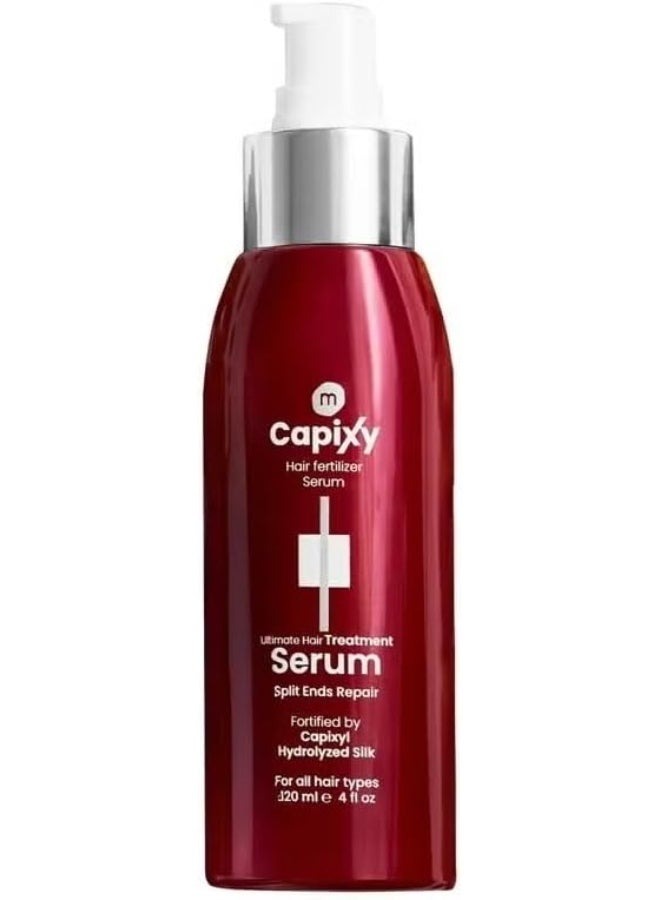 m
Capixy
Hair fertilizer
Serum
Ultimate Hair Treatment
Serum
Split Ends Repair
Fortified by
Capixyl
Hydrolyzed Silk
For all hair types
120 ml e 4 fl oz